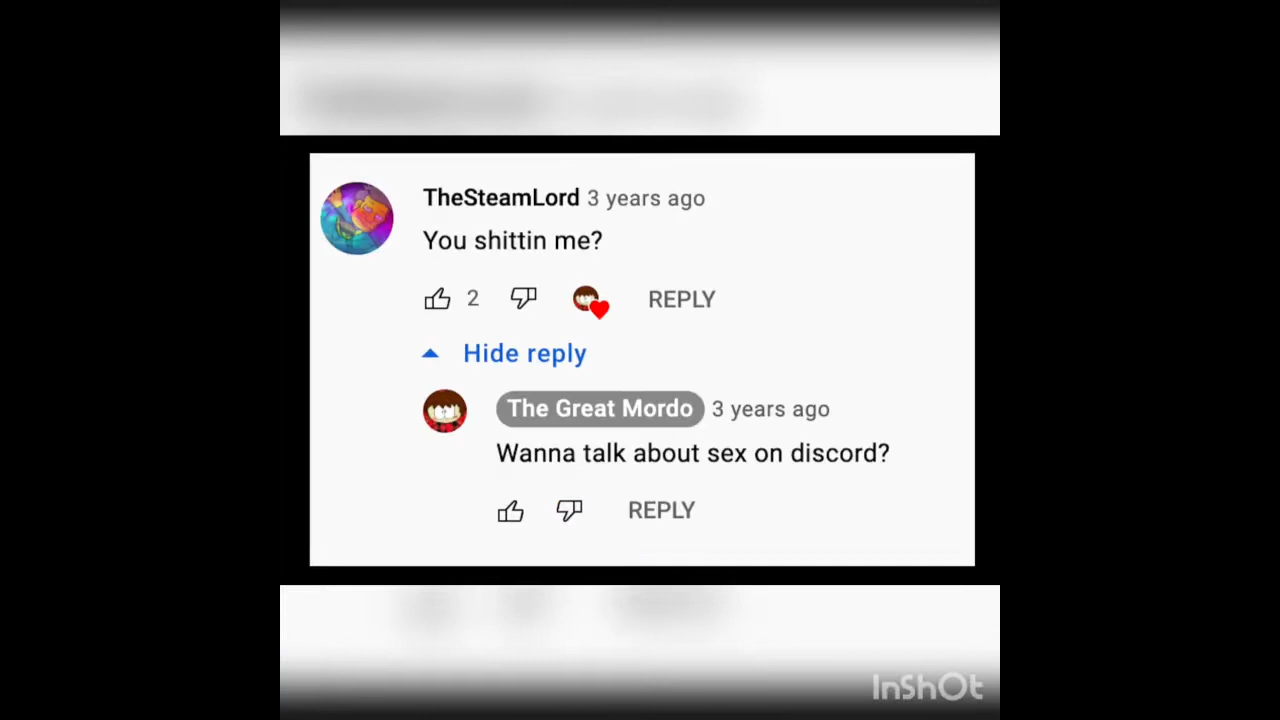 TheSteamLord 3 years ago
You shittin me?
2 REPLY
Hide reply
The Great Mordo 3 years ago
Wanna talk about sex on discord?
REPLY
InShOt